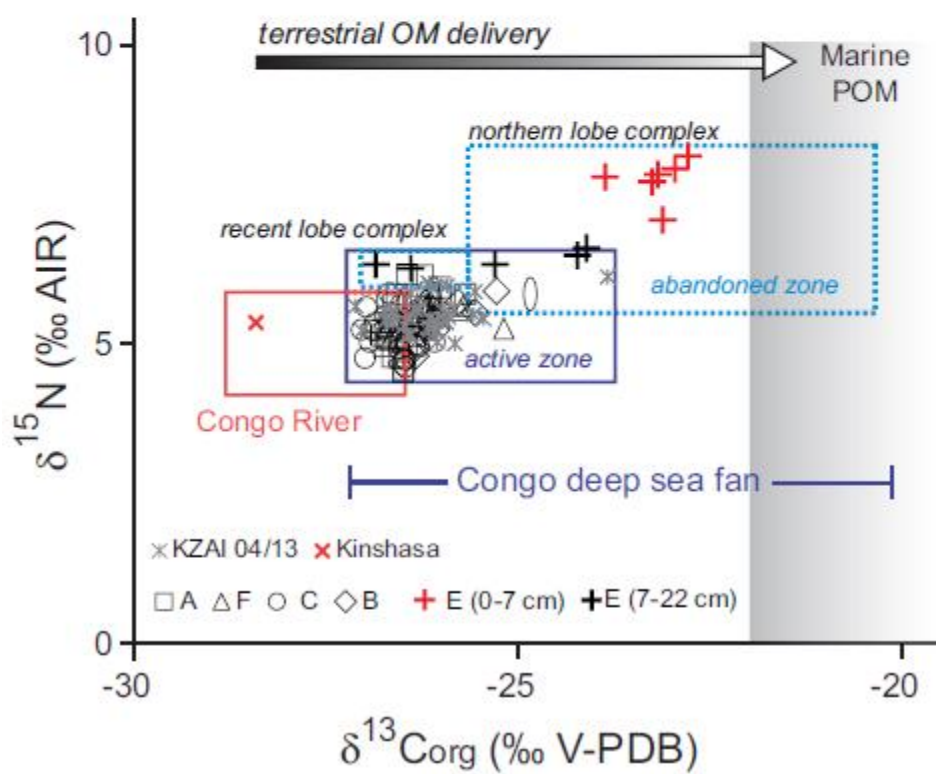 terrestrial OM delivery
10
Marine
POM
northern lobe complex
recent lobe complex
abandoned zone
5
active zone
Congo River
Congo deep sea fan
KZAI 04/13 Kinshasa
A F C B E (0-7 cm) E (7-22 cm)
0
-30 -25 -20
δ15N (‰ AIR)
δ13Corg (‰ V-PDB)